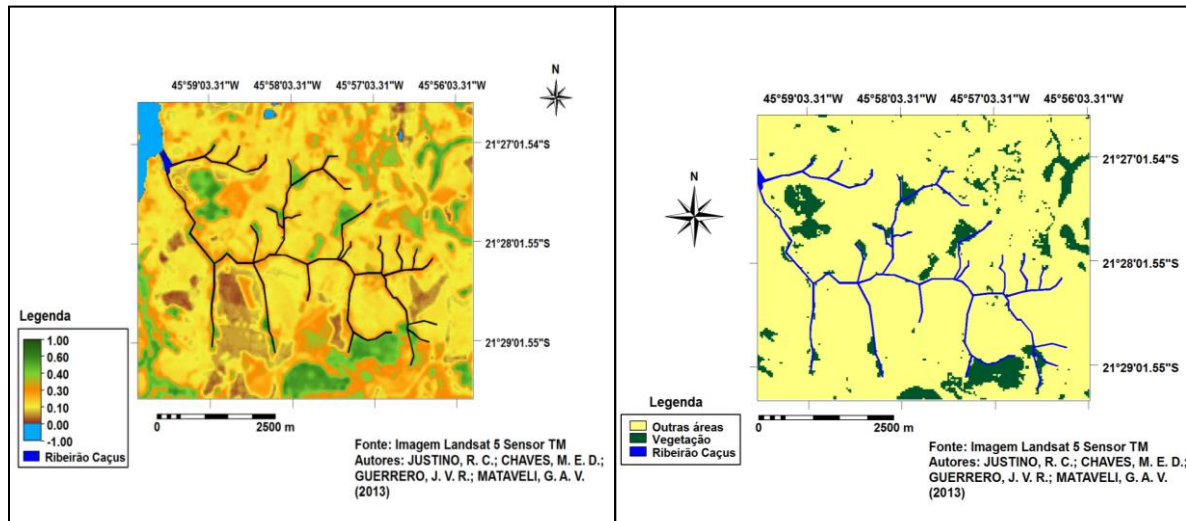 N
45°59'03.31"W 45°58'03.31"W 45°57'03.31"W 45°56'03.31"W
21°27'01.54"S
21°28'01.55"S
21°29'01.55"S
Legenda
1.00
0.60
0.30
0.10
0.00
-1.00
Ribeirão Caçus
0 2500 m
Fonte: Imagem Landsat 5 Sensor TM
Autores: JUSTINO, R. C.; CHAVES, M. E. D.;
GUERRERO, J. V. R.; MATAVELI, G. A. V.
(2013)
45°59'03.31"W 45°58'03.31"W 45°57'03.31"W 45°56'03.31"W
21°27'01.54"S
N
21°28'01.55"S
21°29'01.55"S
Legenda
Outras áreas
Vegetação
Ribeirão Caçus
0 2500 m
Fonte: Imagem Landsat 5 Sensor TM
Autores: JUSTINO, R. C.; CHAVES, M. E. D.;
GUERRERO, J. V. R.; MATAVELI, G. A. V.
(2013)